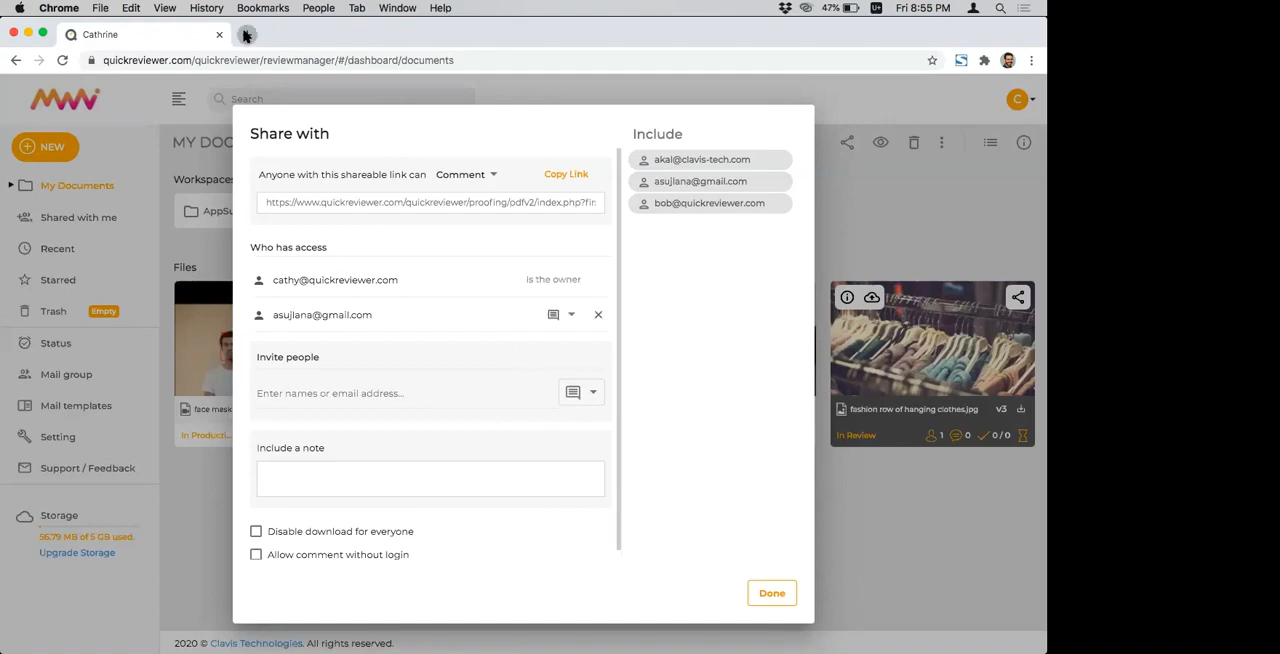 Chrome File Edit View History Bookmarks People Tab Window Help 47% U+ Fri 8:55 PM
Cathrine
quickreviewer.com/quickreviewer/reviewmanager/#/dashboard/documents
MWI
Search
C
NEW
MY DOC
My Documents
Shared with me
Recent
Starred
Trash Empty
Status
Mail group
Mail templates
Setting
Support / Feedback
Storage
56.79 MB of 5 GB used.
Upgrade Storage
Workspaces
AppSu
Files
face mesk
In Producti...
Share with
Anyone with this shareable link can Comment Copy Link
https://www.quickreviewer.com/quickreviewer/proofing/pdfv2/index.php?fir
Who has access
cathy@quickreviewer.com is the owner
asujlana@gmail.com
Invite people
Enter names or email address...
Include a note
Disable download for everyone
Allow comment without login
Include
akal@clavis-tech.com
asujlana@gmail.com
bob@quickreviewer.com
Done
fashion row of hanging clothes.jpg v3
In Review 1 0 0 / 0
2020 © Clavis Technologies. All rights reserved.